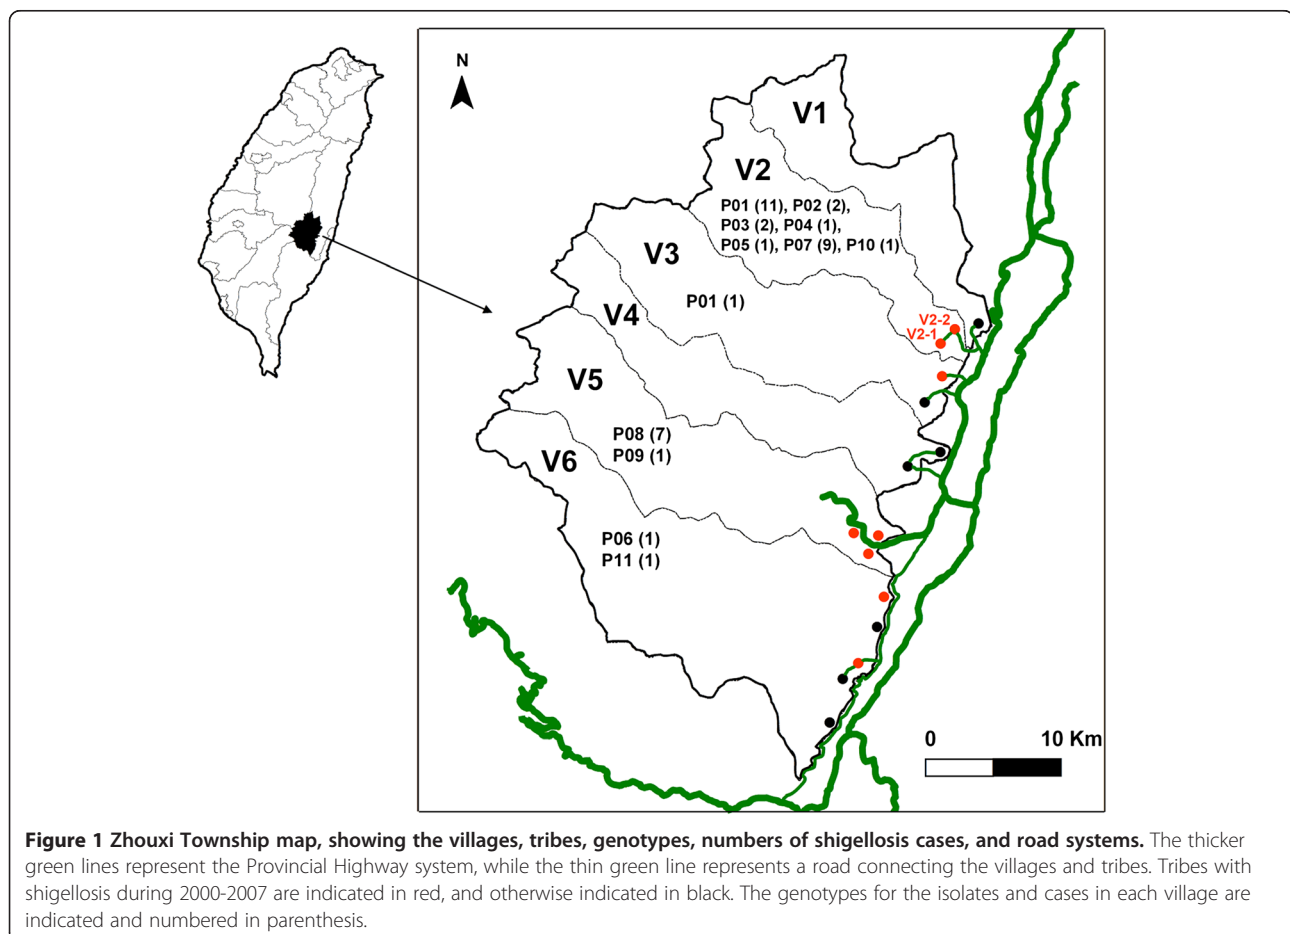 N
V1
V2
P01 (11), P02 (2),
P03 (2), P04 (1),
P05 (1), P07 (9), P10 (1)
V3
P01 (1)
V4
V2-2
V2-1
V5
P08 (7)
P09 (1)
V6
P06 (1)
P11 (1)
0 10 Km
Figure 1 Zhouxi Township map, showing the villages, tribes, genotypes, numbers of shigellosis cases, and road systems. The thicker
green lines represent the Provincial Highway system, while the thin green line represents a road connecting the villages and tribes. Tribes with
shigellosis during 2000-2007 are indicated in red, and otherwise indicated in black. The genotypes for the isolates and cases in each village are
indicated and numbered in parenthesis.